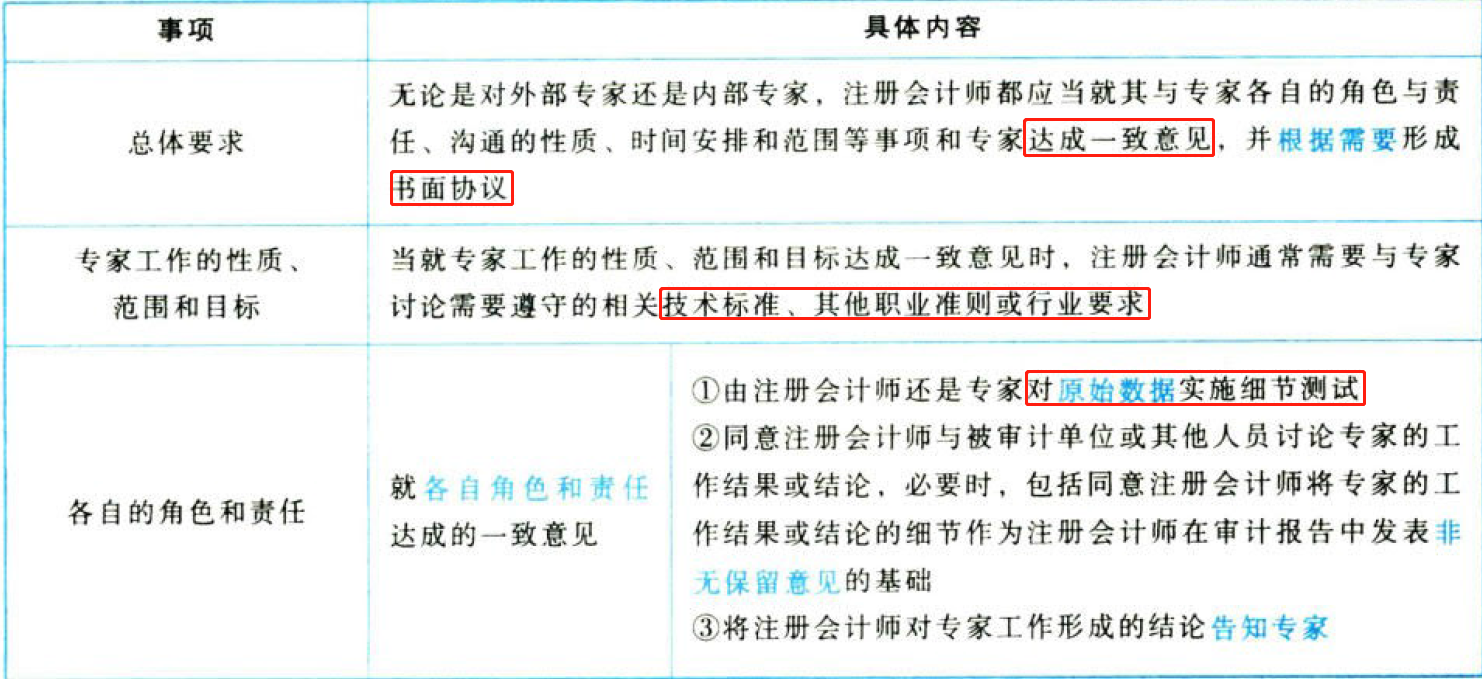 事项
具体内容
总体要求
无论是对外部专家还是内部专家，注册会计师都应当就其与专家各自的角色与责
任、沟通的性质、时间安排和范围等事项和专家达成一致意见，并根据需要形成
书面协议
专家工作的性质、
范围和目标
当就专家工作的性质、范围和目标达成一致意见时，注册会计师通常需要与专家
讨论需要遵守的相关技术标准、其他职业准则或行业要求
各自的角色和责任
就各自角色和责任
达成的一致意见
①由注册会计师还是专家对原始数据实施细节测试
②同意注册会计师与被审计单位或其他人员讨论专家的工
作结果或结论，必要时，包括同意注册会计师将专家的工
作结果或结论的细节作为注册会计师在审计报告中发表非
无保留意见的基础
③将注册会计师对专家工作形成的结论告知专家